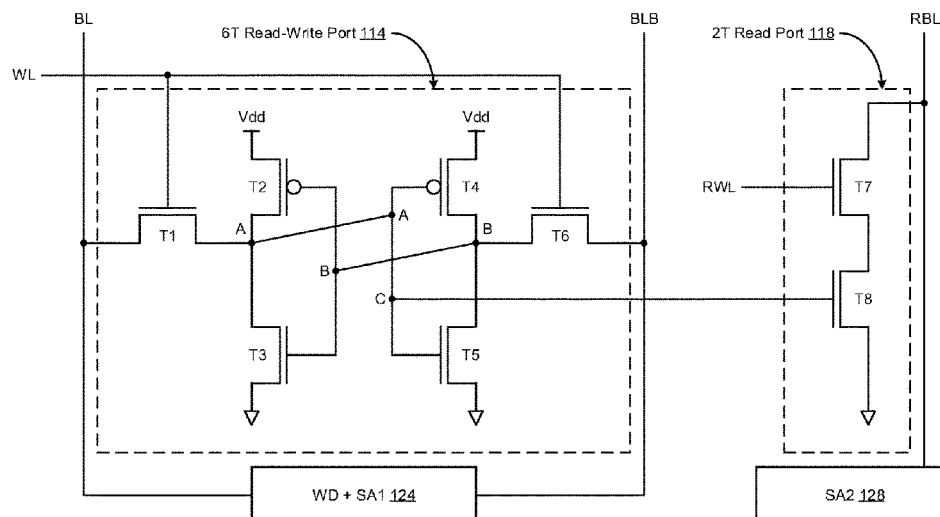 BL
6T Read-Write Port 114
BLB
2T Read Port 118
RBL
WL
Vdd
Vdd
T2
T4
T7
RWL
A
A
B
T1
T6
B
C
T8
T3
T5
WD + SA1 124
SA2 128